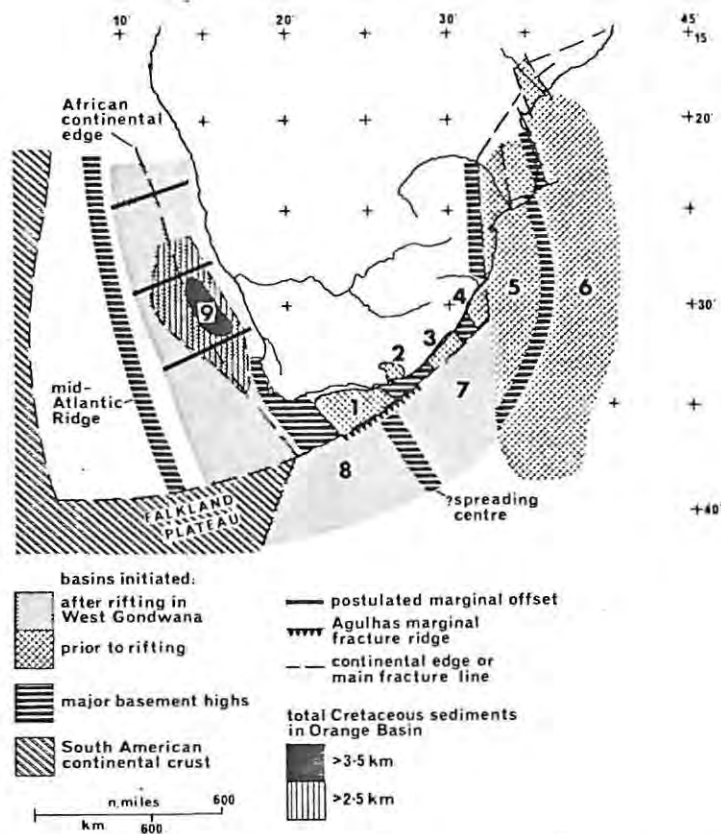 10° 20° 30° 45°
15°
African
continental
edge
20°
25°
30°
9
4
5
6
3
2
7
1
mid-
Atlantic
Ridge
8
?spreading
centre
FALKLAND
PLATEAU
40°
basins initiated:
after rifting in
West Gondwana
prior to rifting
major basement highs
South American
continental crust
n.miles 600
km 600
postulated marginal offset
Agulhas marginal
fracture ridge
continental edge or
main fracture line
total Cretaceous sediments
in Orange Basin
>3·5 km
>2·5 km